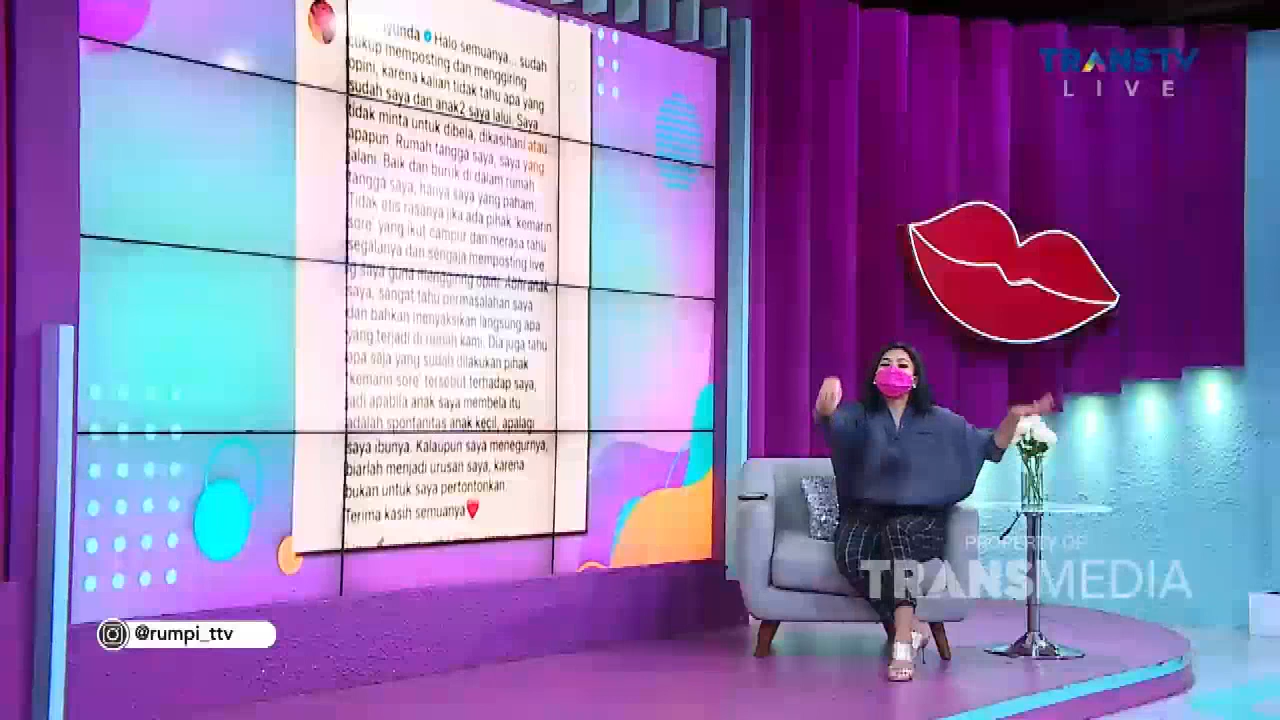 TRANSTV
LIVE
yunda Halo semuanya... sudah
cukup memposting dan menggiring
opini, karena kalian tidak tahu apa yang
sudah saya dan anak2 saya lalui. Saya
tidak minta untuk dibela, dikasihani atau
apapun. Rumah tangga saya, saya yang
jalani. Baik dan buruk di dalam rumah
tangga saya, hanya saya yang paham.
Tidak etis rasanya jika ada pihak 'kemarin
sore' yang ikut campur dan merasa tahu
segalanya dan sengaja memposting live
g saya guna menggiring opini. anak
saya, sangat tahu permasalahan saya
dan bahkan menyaksikan langsung apa
yang terjadi di rumah kami. Dia juga tahu
apa saja yang sudah dilakukan pihak
'kemarin sore' tersebut terhadap saya,
jadi apabila anak saya membela itu
adalah spontanitas anak kecil, apalagi
saya ibunya. Kalaupun saya menegurnya,
biarlah menjadi urusan saya, karena
bukan untuk saya pertontonkan.
Terima kasih semuanya
PROPERTY OF
TRANSMEDIA
@rumpi_ttv